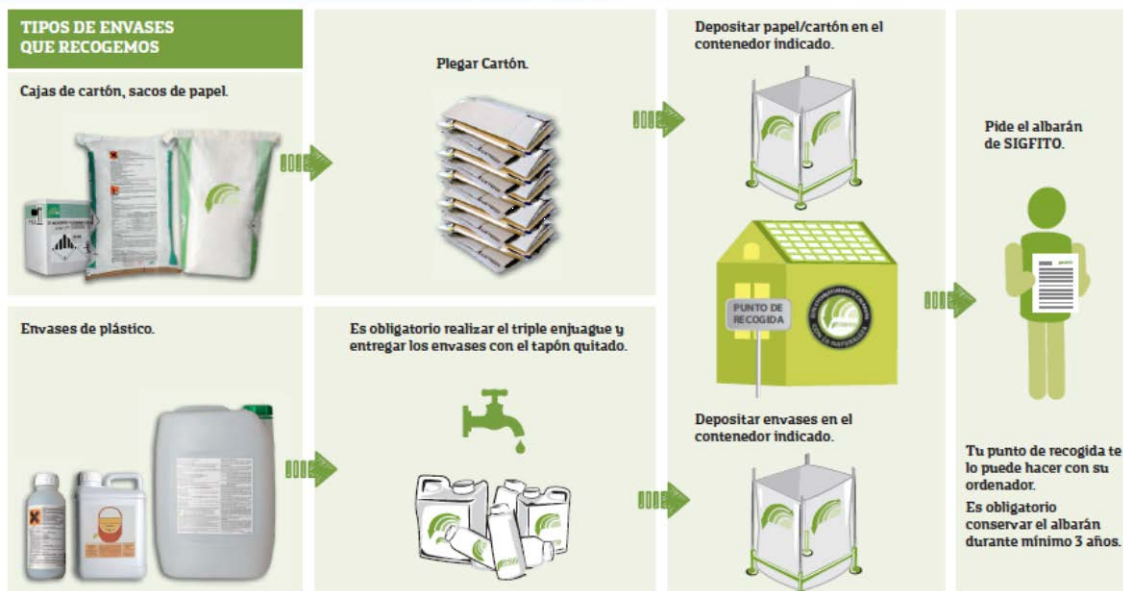 TIPOS DE ENVASES
QUE RECOGEMOS
Cajas de cartón, sacos de papel.
Plegar Cartón.
Depositar papel/cartón en el
contenedor indicado.
Pide el albarán
de SIGFITO.
PUNTO DE
RECOGIDA
Envases de plástico.
Es obligatorio realizar el triple enjuague y
entregar los envases con el tapón quitado.
Depositar envases en el
contenedor indicado.
Tu punto de recogida te
lo puede hacer con su
ordenador.
Es obligatorio
conservar el albarán
durante mínimo 3 años.